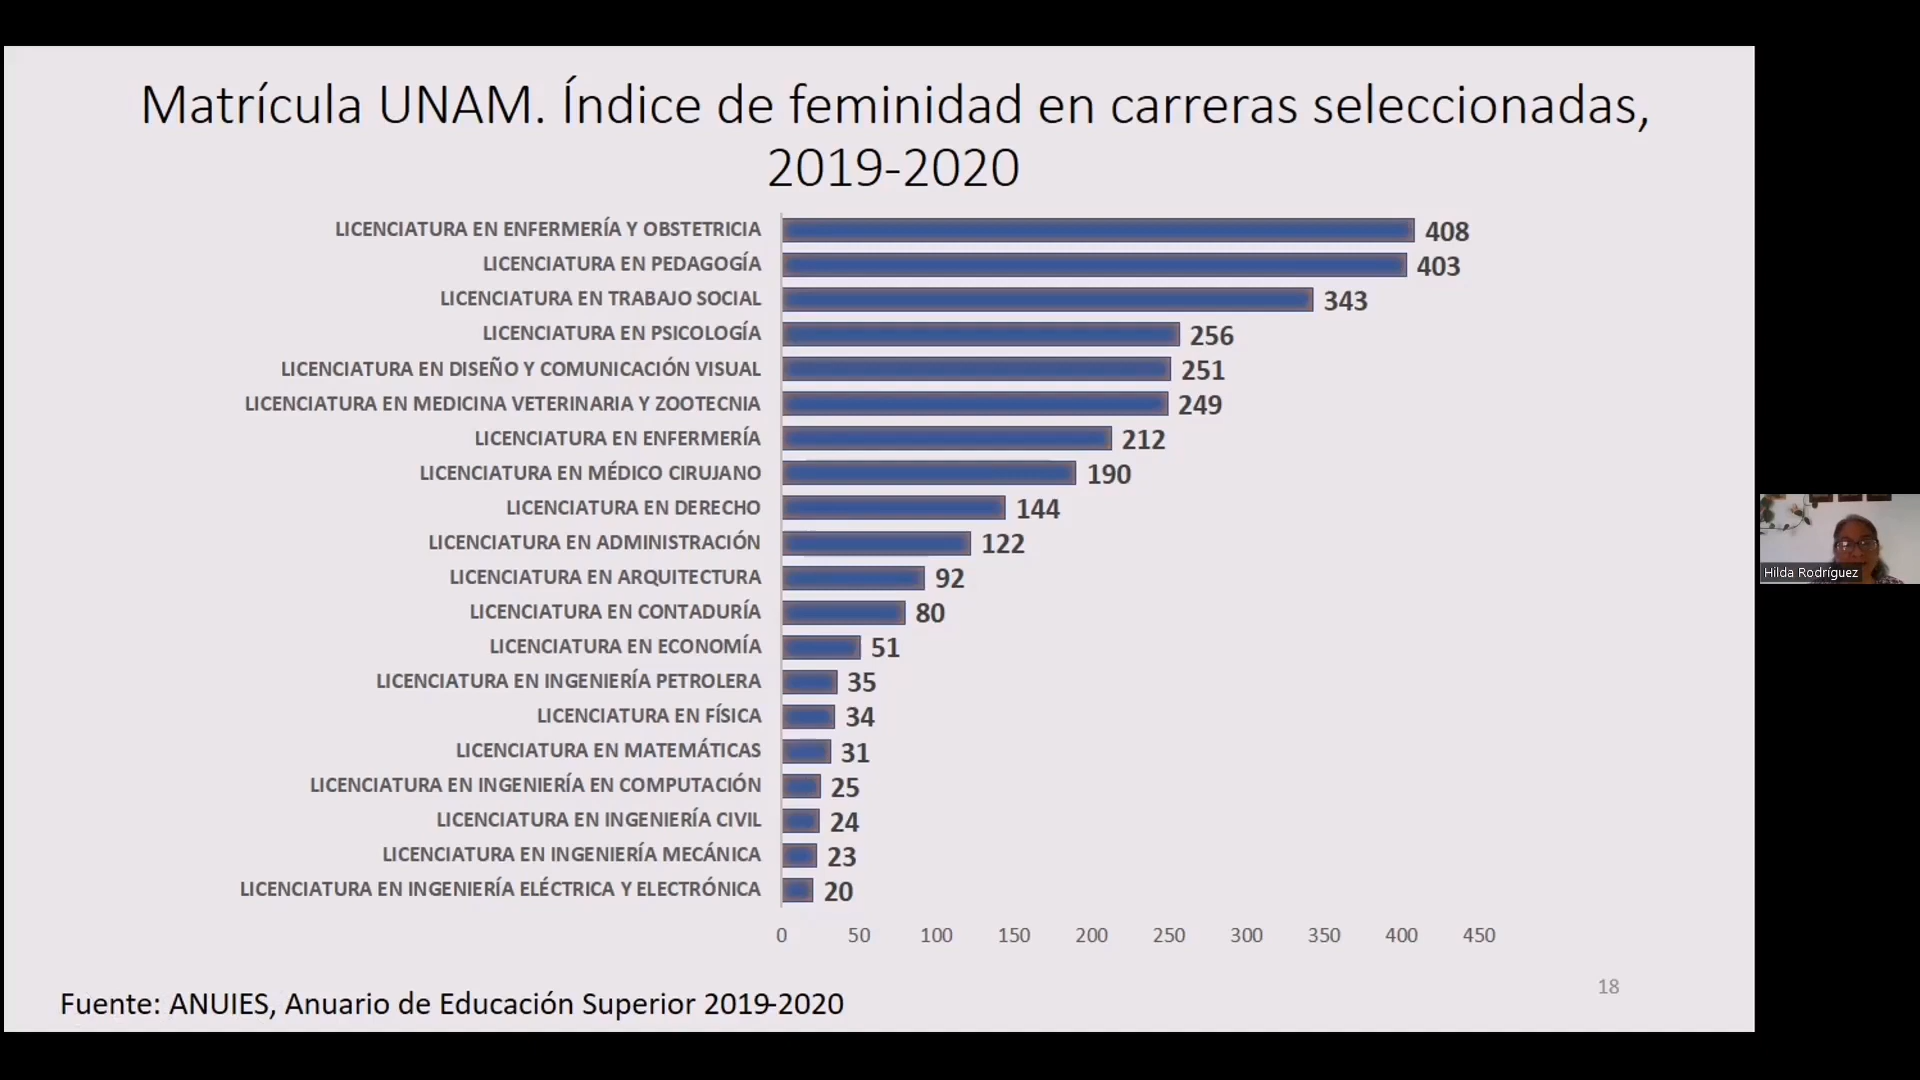 Matrícula UNAM. Índice de feminidad en carreras seleccionadas,
2019-2020
LICENCIATURA EN ENFERMERÍA Y OBSTETRICIA 408
LICENCIATURA EN PEDAGOGÍA 403
LICENCIATURA EN TRABAJO SOCIAL 343
LICENCIATURA EN PSICOLOGÍA 256
LICENCIATURA EN DISEÑO Y COMUNICACIÓN VISUAL 251
LICENCIATURA EN MEDICINA VETERINARIA Y ZOOTECNIA 249
LICENCIATURA EN ENFERMERÍA 212
LICENCIATURA EN MÉDICO CIRUJANO 190
LICENCIATURA EN DERECHO 144
LICENCIATURA EN ADMINISTRACIÓN 122
LICENCIATURA EN ARQUITECTURA 92
LICENCIATURA EN CONTADURÍA 80
LICENCIATURA EN ECONOMÍA 51
LICENCIATURA EN INGENIERÍA PETROLERA 35
LICENCIATURA EN FÍSICA 34
LICENCIATURA EN MATEMÁTICAS 31
LICENCIATURA EN INGENIERÍA EN COMPUTACIÓN 25
LICENCIATURA EN INGENIERÍA CIVIL 24
LICENCIATURA EN INGENIERÍA MECÁNICA 23
LICENCIATURA EN INGENIERÍA ELÉCTRICA Y ELECTRÓNICA 20
0 50 100 150 200 250 300 350 400 450
18
Fuente: ANUIES, Anuario de Educación Superior 2019-2020
Hilda Rodríguez